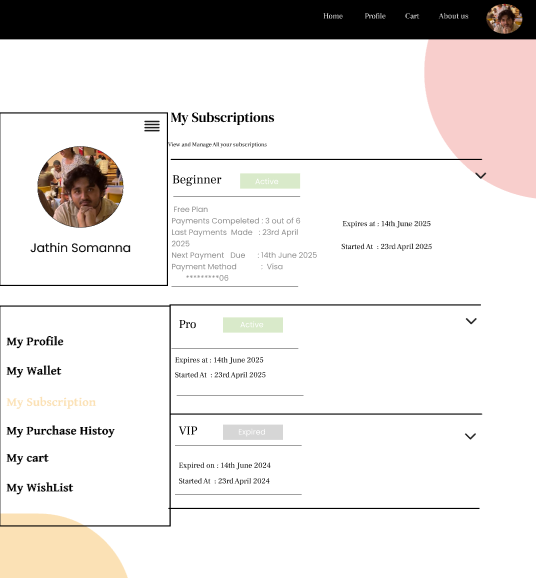 Home Profile Cart About us
My Subscriptions
View and Manage All your subscriptions
Beginner Active
Free Plan
Payments Compeleted : 3 out of 6
Last Payments Made : 23rd April
2025
Next Payment Due : 14th June 2025
Payment Method : Visa
*********06
Expires at : 14th June 2025
Started At : 23rd April 2025
Jathin Somanna
Pro Active
Expires at : 14th June 2025
Started At : 23rd April 2025
VIP Expired
Expired on : 14th June 2024
Started At : 23rd April 2024
My Profile
My Wallet
My Subscription
My Purchase Histoy
My cart
My WishList